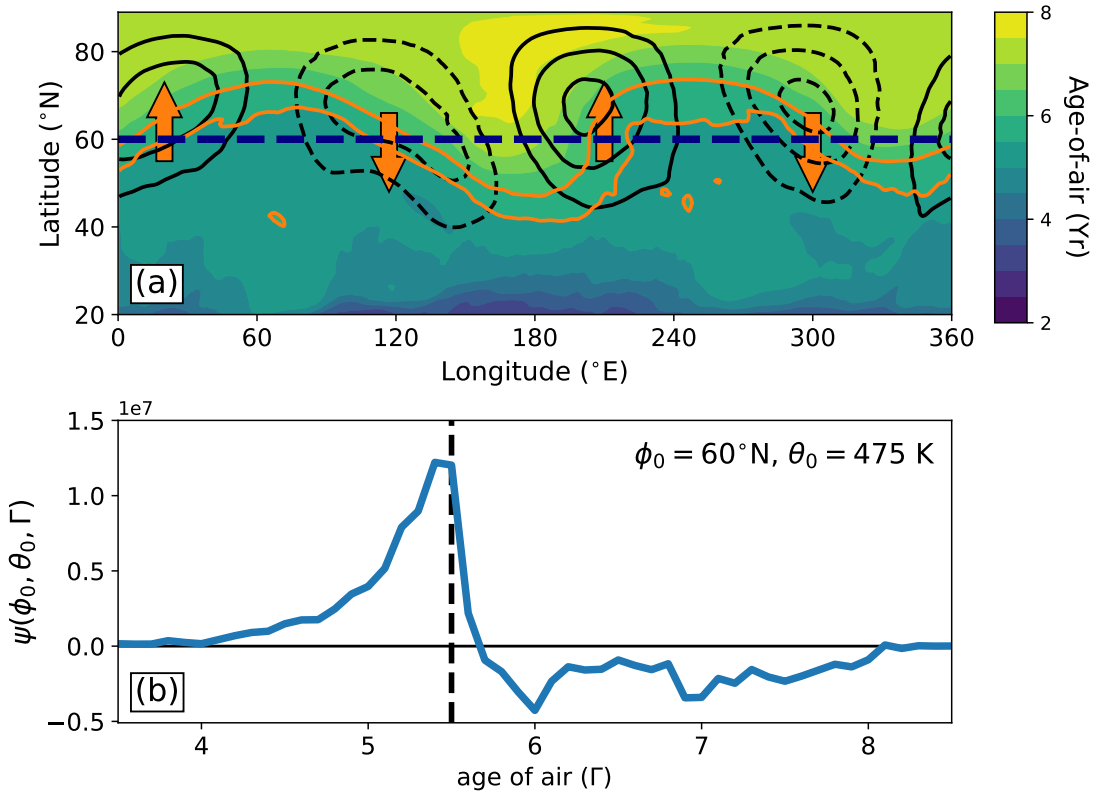 80
60
40
20
Latitude (°N)
(a)
0 60 120 180 240 300 360
Longitude (°E)
8
6
4
2
Age-of-air (Yr)
1e7
1.5
1.0
0.5
0.0
−0.5
ψ(ϕ₀, θ₀, Γ)
ϕ₀ = 60°N, θ₀ = 475 K
(b)
4 5 6 7 8
age of air (Γ)